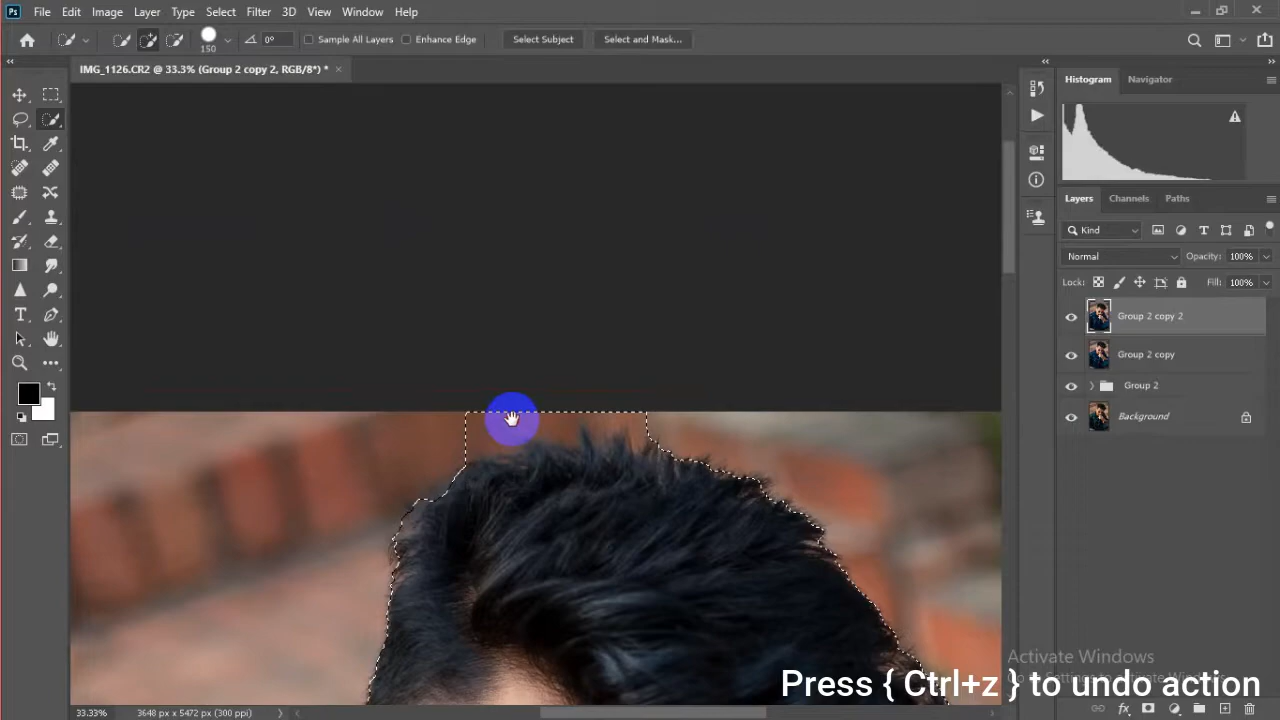 Ps File Edit Image Layer Type Select Filter 3D View Window Help
150 0° Sample All Layers Enhance Edge Select Subject Select and Mask...
IMG_1126.CR2 @ 33.3% (Group 2 copy 2, RGB/8*) * ×
Histogram Navigator
Layers Channels Paths
Kind
Normal Opacity: 100%
Lock: Fill: 100%
Group 2 copy 2
Group 2 copy
Group 2
Background
Activate Windows
Press { Ctrl+z } to undo action
33.33% 3648 px x 5472 px (300 ppi)